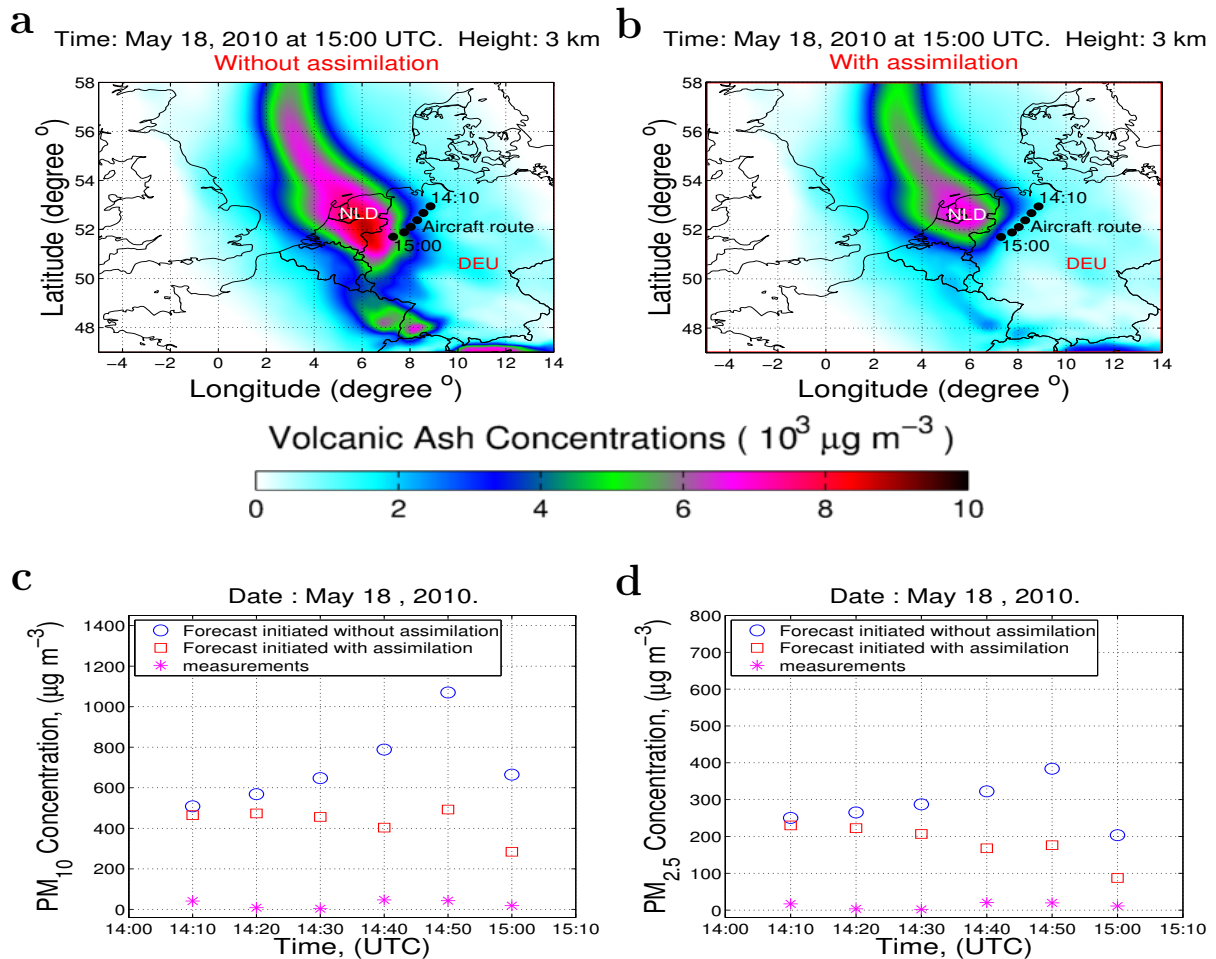 a
Time: May 18, 2010 at 15:00 UTC. Height: 3 km
Without assimilation
58
56
54
52
50
48
Latitude (degree °)
NLD
14:10
Aircraft route
15:00
DEU
−4 −2 0 2 4 6 8 10 12 14
Longitude (degree °)
b
Time: May 18, 2010 at 15:00 UTC. Height: 3 km
With assimilation
58
56
54
52
50
48
Latitude (degree °)
NLD
14:10
Aircraft route
15:00
DEU
−4 −2 0 2 4 6 8 10 12 14
Longitude (degree °)
Volcanic Ash Concentrations ( 10³ μg m⁻³ )
0 2 4 6 8 10
c
Date : May 18 , 2010.
Forecast initiated without assimilation
Forecast initiated with assimilation
measurements
1400
1200
1000
800
600
400
200
0
PM₁₀ Concentration, (μg m⁻³)
14:00 14:10 14:20 14:30 14:40 14:50 15:00 15:10
Time, (UTC)
d
Date : May 18 , 2010.
Forecast initiated without assimilation
Forecast initiated with assimilation
measurements
800
700
600
500
400
300
200
100
0
PM₂.₅ Concentration, (μg m⁻³)
14:00 14:10 14:20 14:30 14:40 14:50 15:00 15:10
Time, (UTC)